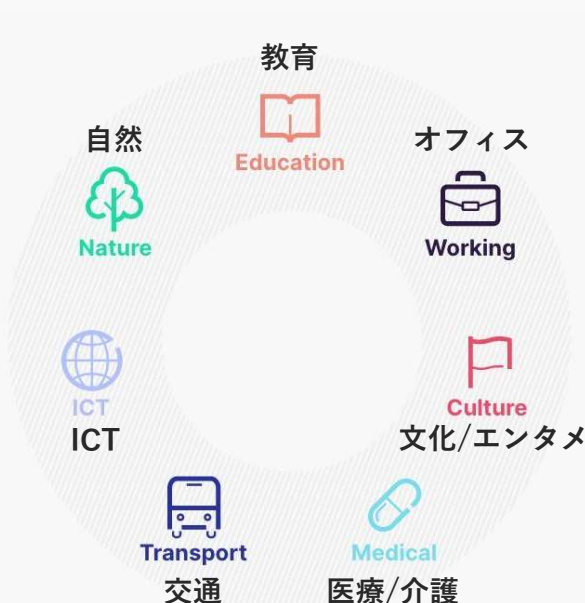 教育
Education
自然
Nature
オフィス
Working
ICT
ICT
Culture
文化/エンタメ
Transport
交通
Medical
医療/介護